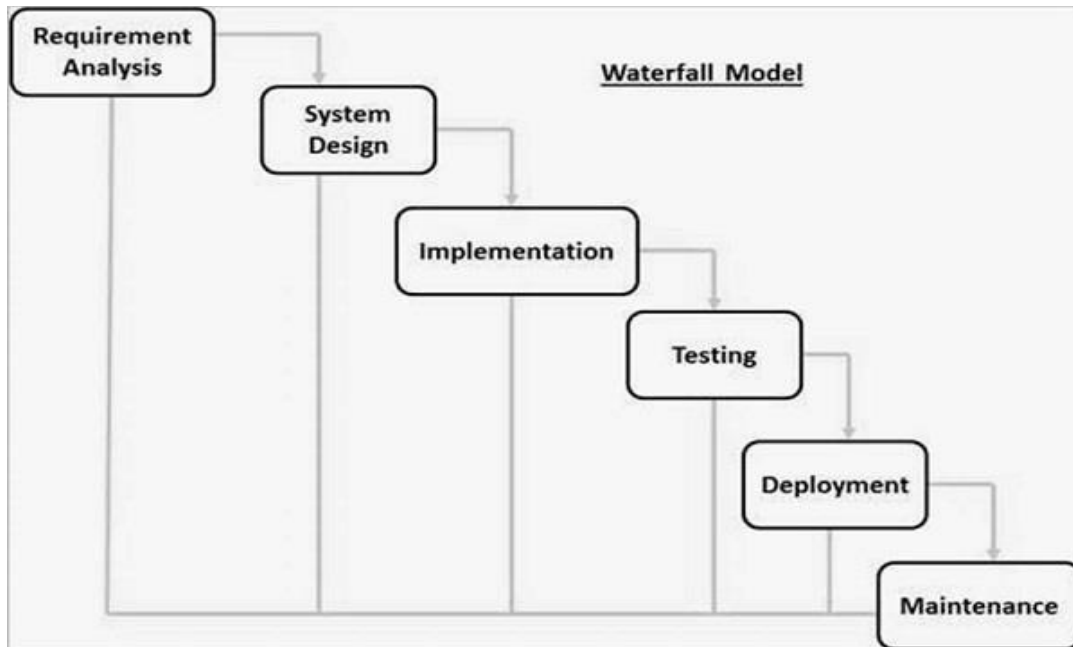 Requirement
Analysis
Waterfall Model
System
Design
Implementation
Testing
Deployment
Maintenance